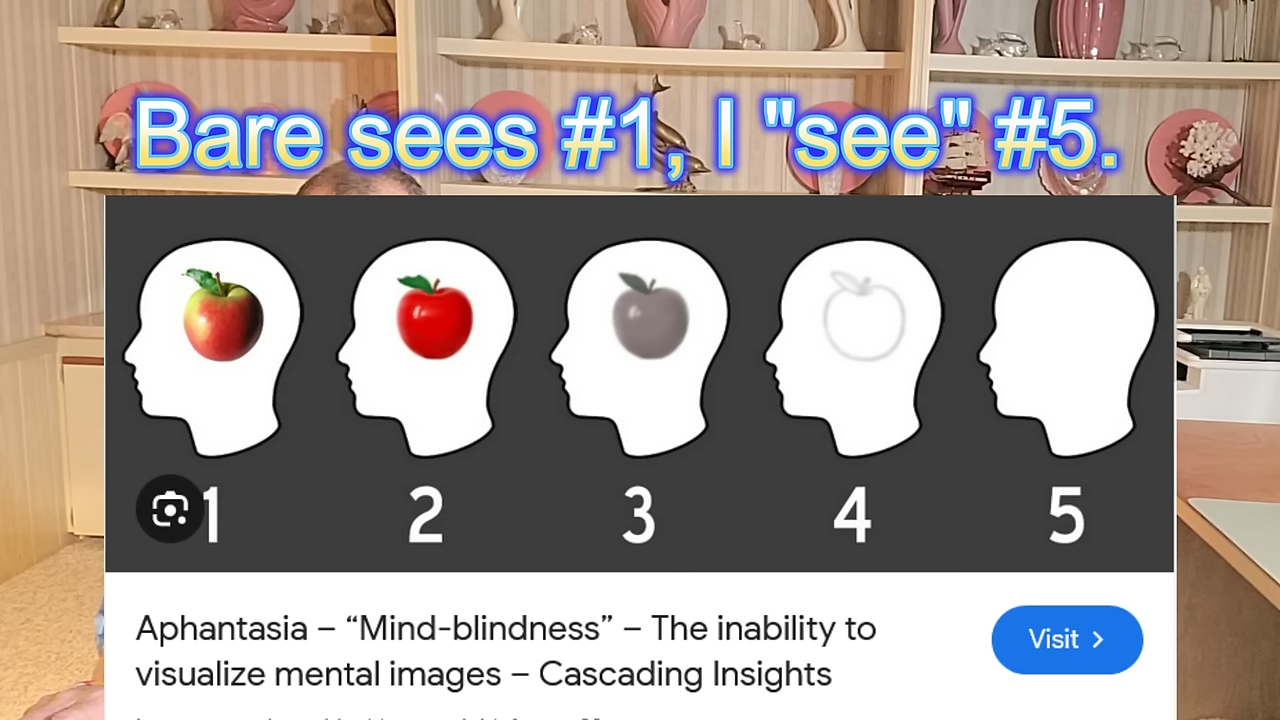 Bare sees #1, I "see" #5.
1 2 3 4 5
Aphantasia – “Mind-blindness” – The inability to
visualize mental images – Cascading Insights
Visit